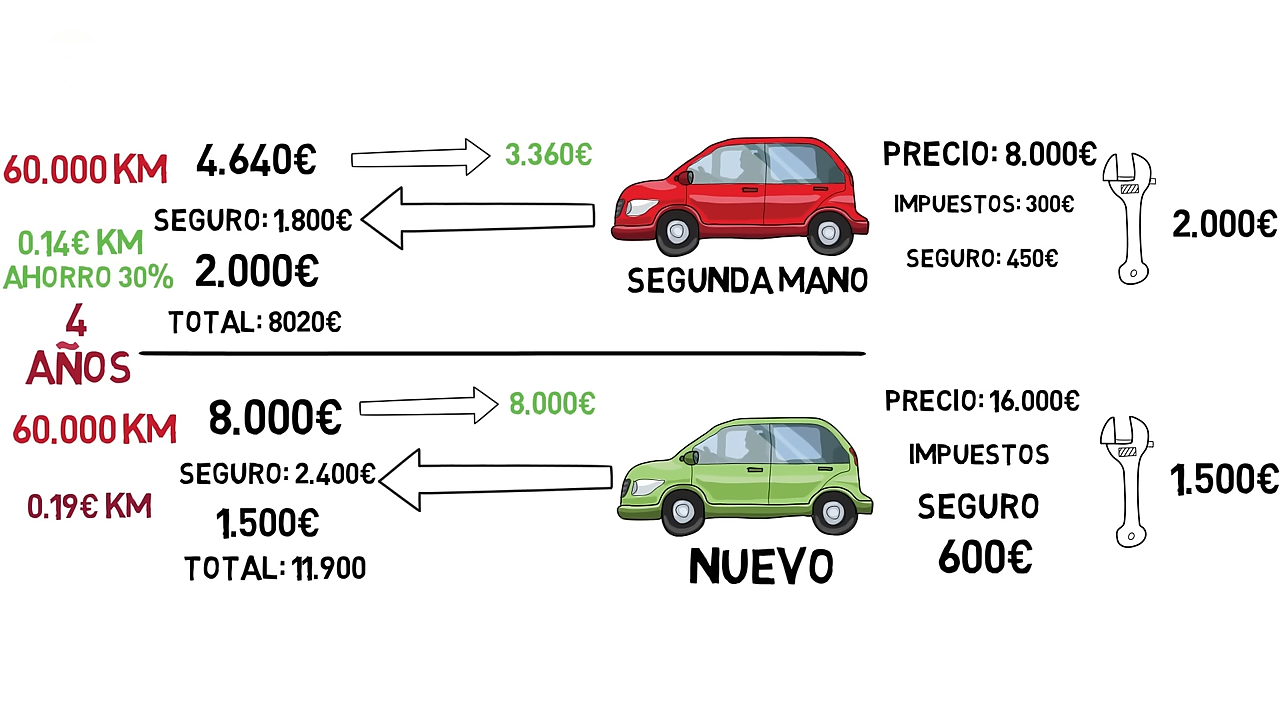 60.000 KM
4.640€
3.360€
SEGURO: 1.800€
0.14€ KM
AHORRO 30%
2.000€
TOTAL: 8020€
SEGUNDA MANO
PRECIO: 8.000€
IMPUESTOS: 300€
SEGURO: 450€
2.000€
4
AÑOS
60.000 KM
8.000€
8.000€
SEGURO: 2.400€
0.19€ KM
1.500€
TOTAL: 11.900
NUEVO
PRECIO: 16.000€
IMPUESTOS
SEGURO
600€
1.500€